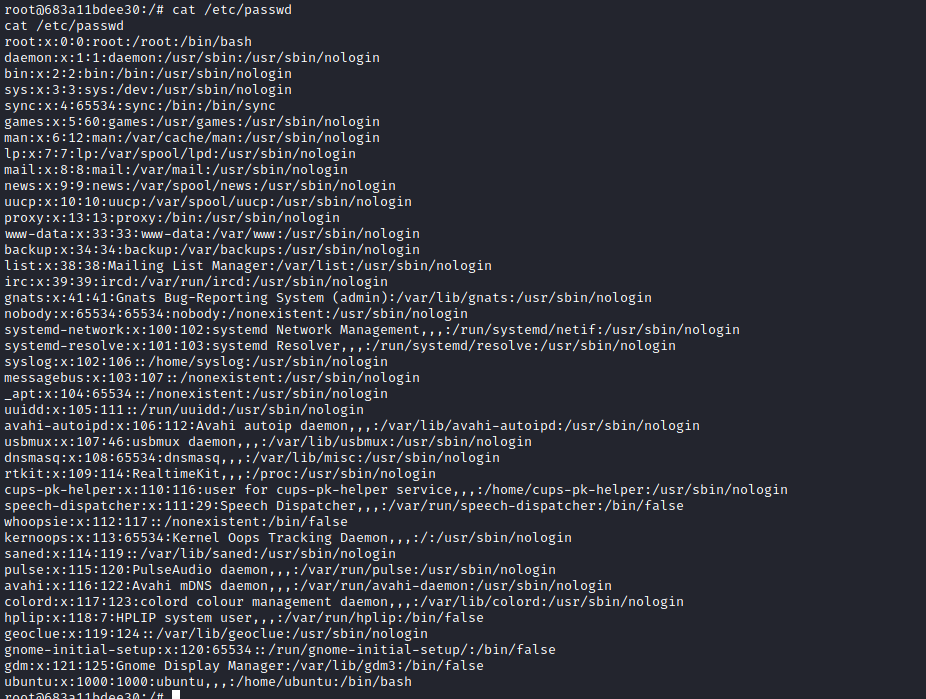 root@683a11bdee30:/# cat /etc/passwd
cat /etc/passwd
root:x:0:0:root:/root:/bin/bash
daemon:x:1:1:daemon:/usr/sbin:/usr/sbin/nologin
bin:x:2:2:bin:/bin:/usr/sbin/nologin
sys:x:3:3:sys:/dev:/usr/sbin/nologin
sync:x:4:65534:sync:/bin:/bin/sync
games:x:5:60:games:/usr/games:/usr/sbin/nologin
man:x:6:12:man:/var/cache/man:/usr/sbin/nologin
lp:x:7:7:lp:/var/spool/lpd:/usr/sbin/nologin
mail:x:8:8:mail:/var/mail:/usr/sbin/nologin
news:x:9:9:news:/var/spool/news:/usr/sbin/nologin
uucp:x:10:10:uucp:/var/spool/uucp:/usr/sbin/nologin
proxy:x:13:13:proxy:/bin:/usr/sbin/nologin
www-data:x:33:33:www-data:/var/www:/usr/sbin/nologin
backup:x:34:34:backup:/var/backups:/usr/sbin/nologin
list:x:38:38:Mailing List Manager:/var/list:/usr/sbin/nologin
irc:x:39:39:ircd:/var/run/ircd:/usr/sbin/nologin
gnats:x:41:41:Gnats Bug-Reporting System (admin):/var/lib/gnats:/usr/sbin/nologin
nobody:x:65534:65534:nobody:/nonexistent:/usr/sbin/nologin
systemd-network:x:100:102:systemd Network Management,,,:/run/systemd/netif:/usr/sbin/nologin
systemd-resolve:x:101:103:systemd Resolver,,,:/run/systemd/resolve:/usr/sbin/nologin
syslog:x:102:106::/home/syslog:/usr/sbin/nologin
messagebus:x:103:107::/nonexistent:/usr/sbin/nologin
_apt:x:104:65534::/nonexistent:/usr/sbin/nologin
uuidd:x:105:111::/run/uuidd:/usr/sbin/nologin
avahi-autoipd:x:106:112:Avahi autoip daemon,,,:/var/lib/avahi-autoipd:/usr/sbin/nologin
usbmux:x:107:46:usbmux daemon,,,:/var/lib/usbmux:/usr/sbin/nologin
dnsmasq:x:108:65534:dnsmasq,,,:/var/lib/misc:/usr/sbin/nologin
rtkit:x:109:114:RealtimeKit,,,:/proc:/usr/sbin/nologin
cups-pk-helper:x:110:116:user for cups-pk-helper service,,,:/home/cups-pk-helper:/usr/sbin/nologin
speech-dispatcher:x:111:29:Speech Dispatcher,,,:/var/run/speech-dispatcher:/bin/false
whoopsie:x:112:117::/nonexistent:/bin/false
kernoops:x:113:65534:Kernel Oops Tracking Daemon,,,:/:/usr/sbin/nologin
saned:x:114:119::/var/lib/saned:/usr/sbin/nologin
pulse:x:115:120:PulseAudio daemon,,,:/var/run/pulse:/usr/sbin/nologin
avahi:x:116:122:Avahi mDNS daemon,,,:/var/run/avahi-daemon:/usr/sbin/nologin
colord:x:117:123:colord colour management daemon,,,:/var/lib/colord:/usr/sbin/nologin
hplip:x:118:7:HPLIP system user,,,:/var/run/hplip:/bin/false
geoclue:x:119:124::/var/lib/geoclue:/usr/sbin/nologin
gnome-initial-setup:x:120:65534::/run/gnome-initial-setup/:/bin/false
gdm:x:121:125:Gnome Display Manager:/var/lib/gdm3:/bin/false
ubuntu:x:1000:1000:ubuntu,,,:/home/ubuntu:/bin/bash
root@683a11bdee30:/#